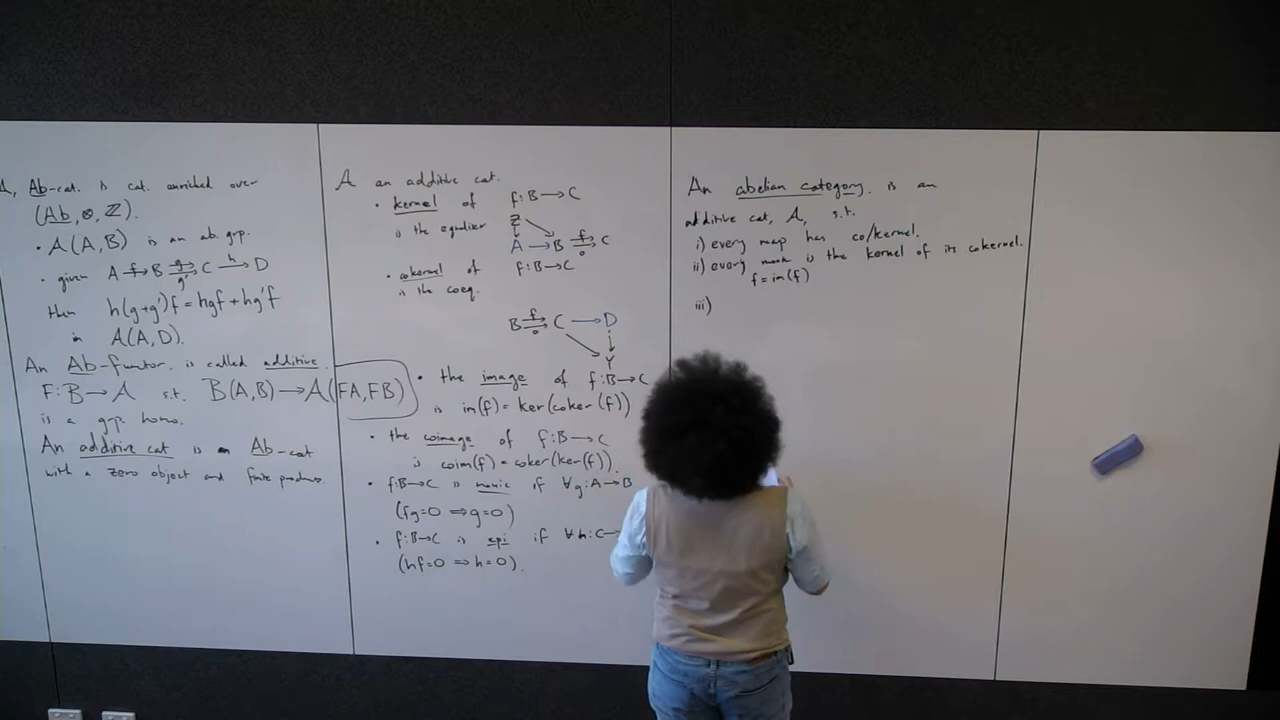 A, Ab-cat. is cat. enriched over
(Ab, ⊗, ℤ).
• A(A,B) is an ab. grp.
• given A –f→ B ⇉ g g' C –h→ D
then h(g+g')f = hgf + hg'f
in A(A,D).
An Ab-functor is called additive
F: B → A s.t. B(A,B) → A(FA,FB)
is a grp homo.
An additive cat is an Ab-cat
with a zero object and finite products.
A an additive cat.
• kernel of f: B → C
is the equaliser
Z
A → B ⇉ f 0 C
• cokernel of f: B → C
is the coeq.
B ⇉ f 0 C → D
Y
• the image of f: B → C
is im(f) = ker(coker(f))
• the coimage of f: B → C
is coim(f) = coker(ker(f)).
• f: B → C is monic if ∀g: A → B
(fg=0 ⇒ g=0)
• f: B → C is epi if ∀h: C →
(hf=0 ⇒ h=0).
An abelian category is an
additive cat, A, s.t.
i) every map has co/kernel.
ii) every monic is the kernel of its cokernel.
f = im(f)
iii)